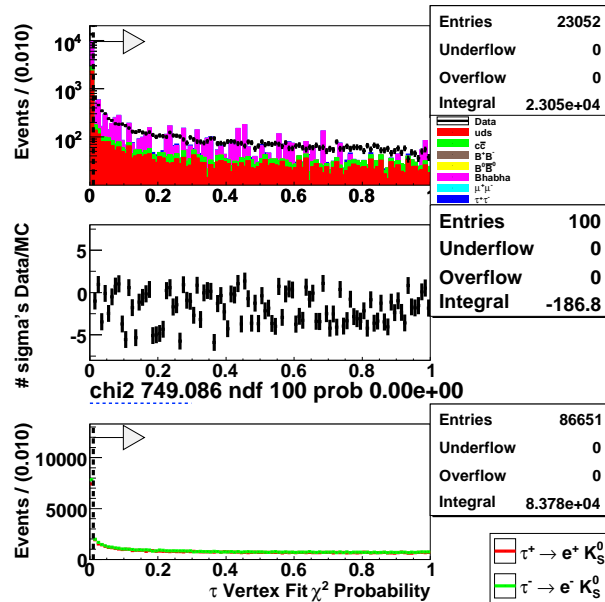 Entries 23052
Underflow 0
Overflow 0
Integral 2.305e+04
Events / (0.010)
10⁴
10³
10²
0 0.2 0.4 0.6 0.8 1
Data
uds
cc̅
B⁺B⁻
B⁰B̅⁰
Bhabha
μ⁺μ⁻
τ⁺τ⁻
Entries 100
Underflow 0
Overflow 0
Integral -186.8
# sigma's Data/MC
5
0
-5
0 0.2 0.4 0.6 0.8 1
chi2 749.086 ndf 100 prob 0.00e+00
Entries 86651
Underflow 0
Overflow 0
Integral 8.378e+04
Events / (0.010)
10000
5000
0
0 0.2 0.4 0.6 0.8 1
τ Vertex Fit χ² Probability
τ⁺ → e⁺ K⁰_S
τ⁻ → e⁻ K⁰_S